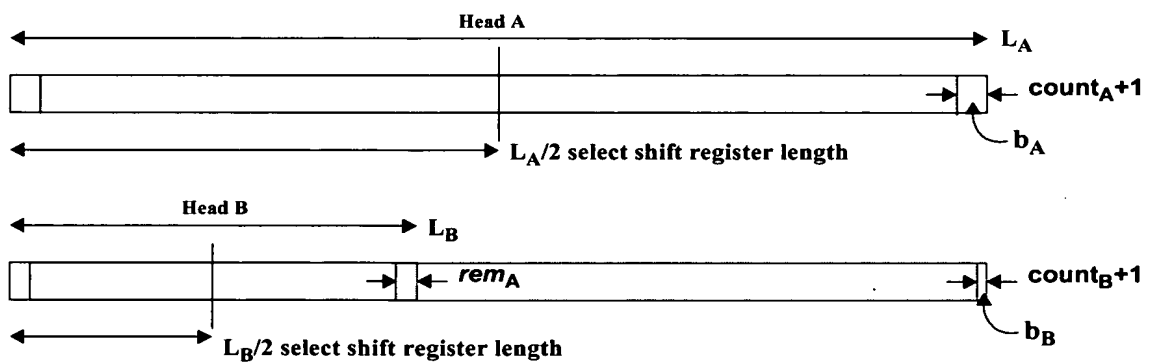 Head A
L_A
count_A+1
b_A
L_A/2 select shift register length
Head B
L_B
rem_A
count_B+1
b_B
L_B/2 select shift register length